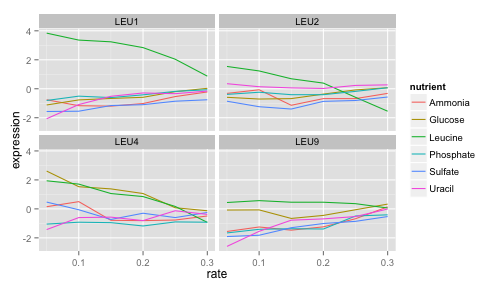 LEU1 LEU2
4
2
0
-2
LEU4 LEU9
4
2
0
-2
0.1 0.2 0.3 0.1 0.2 0.3
rate
expression
nutrient
Ammonia
Glucose
Leucine
Phosphate
Sulfate
Uracil